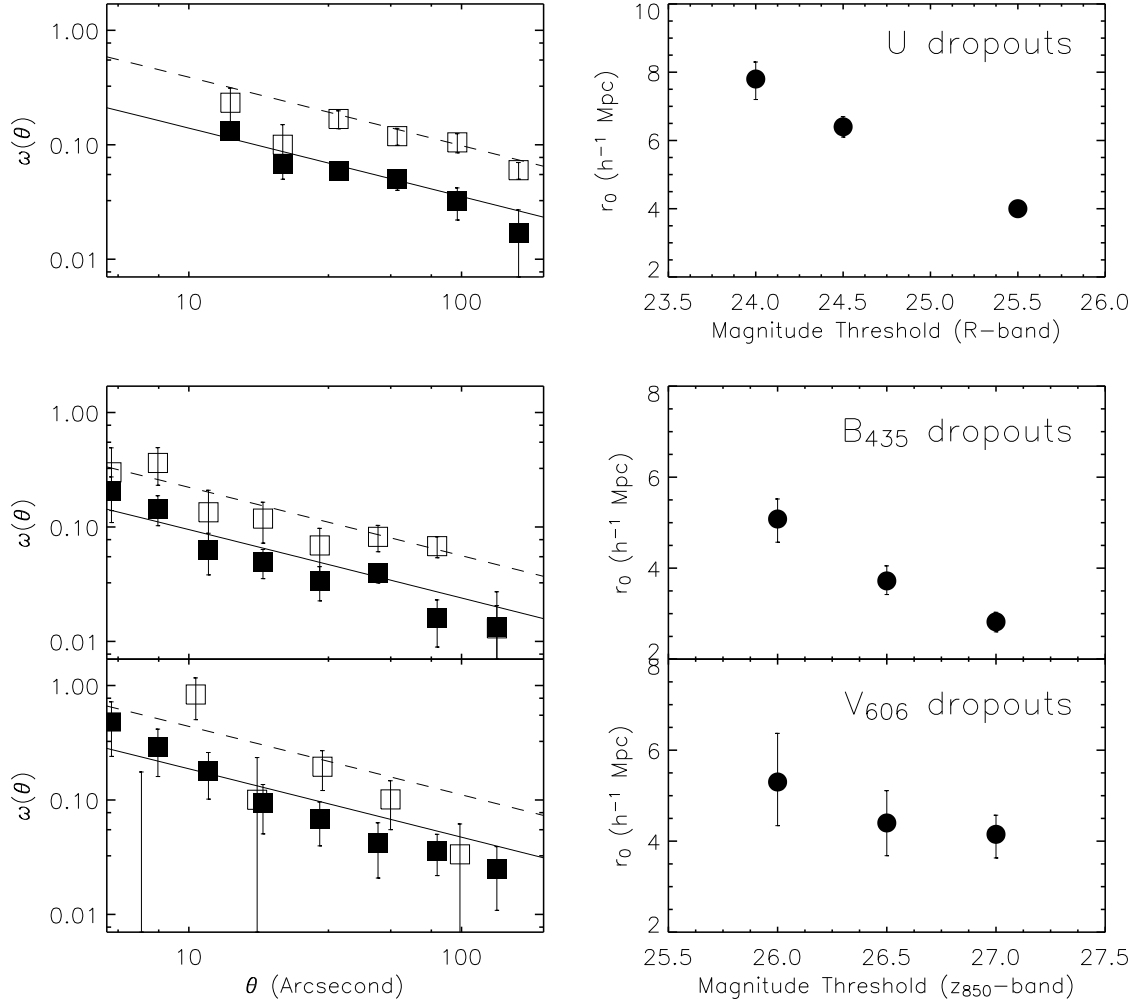 1.00
0.10
0.01
ω(θ)
10 100
10
8
6
4
2
r₀ (h⁻¹ Mpc)
U dropouts
23.5 24.0 24.5 25.0 25.5 26.0
Magnitude Threshold (R-band)
1.00
0.10
0.01
ω(θ)
8
6
4
2
r₀ (h⁻¹ Mpc)
B₄₃₅ dropouts
1.00
0.10
0.01
ω(θ)
10 100
θ (Arcsecond)
8
6
4
2
r₀ (h⁻¹ Mpc)
V₆₀₆ dropouts
25.5 26.0 26.5 27.0 27.5
Magnitude Threshold (z₈₅₀-band)